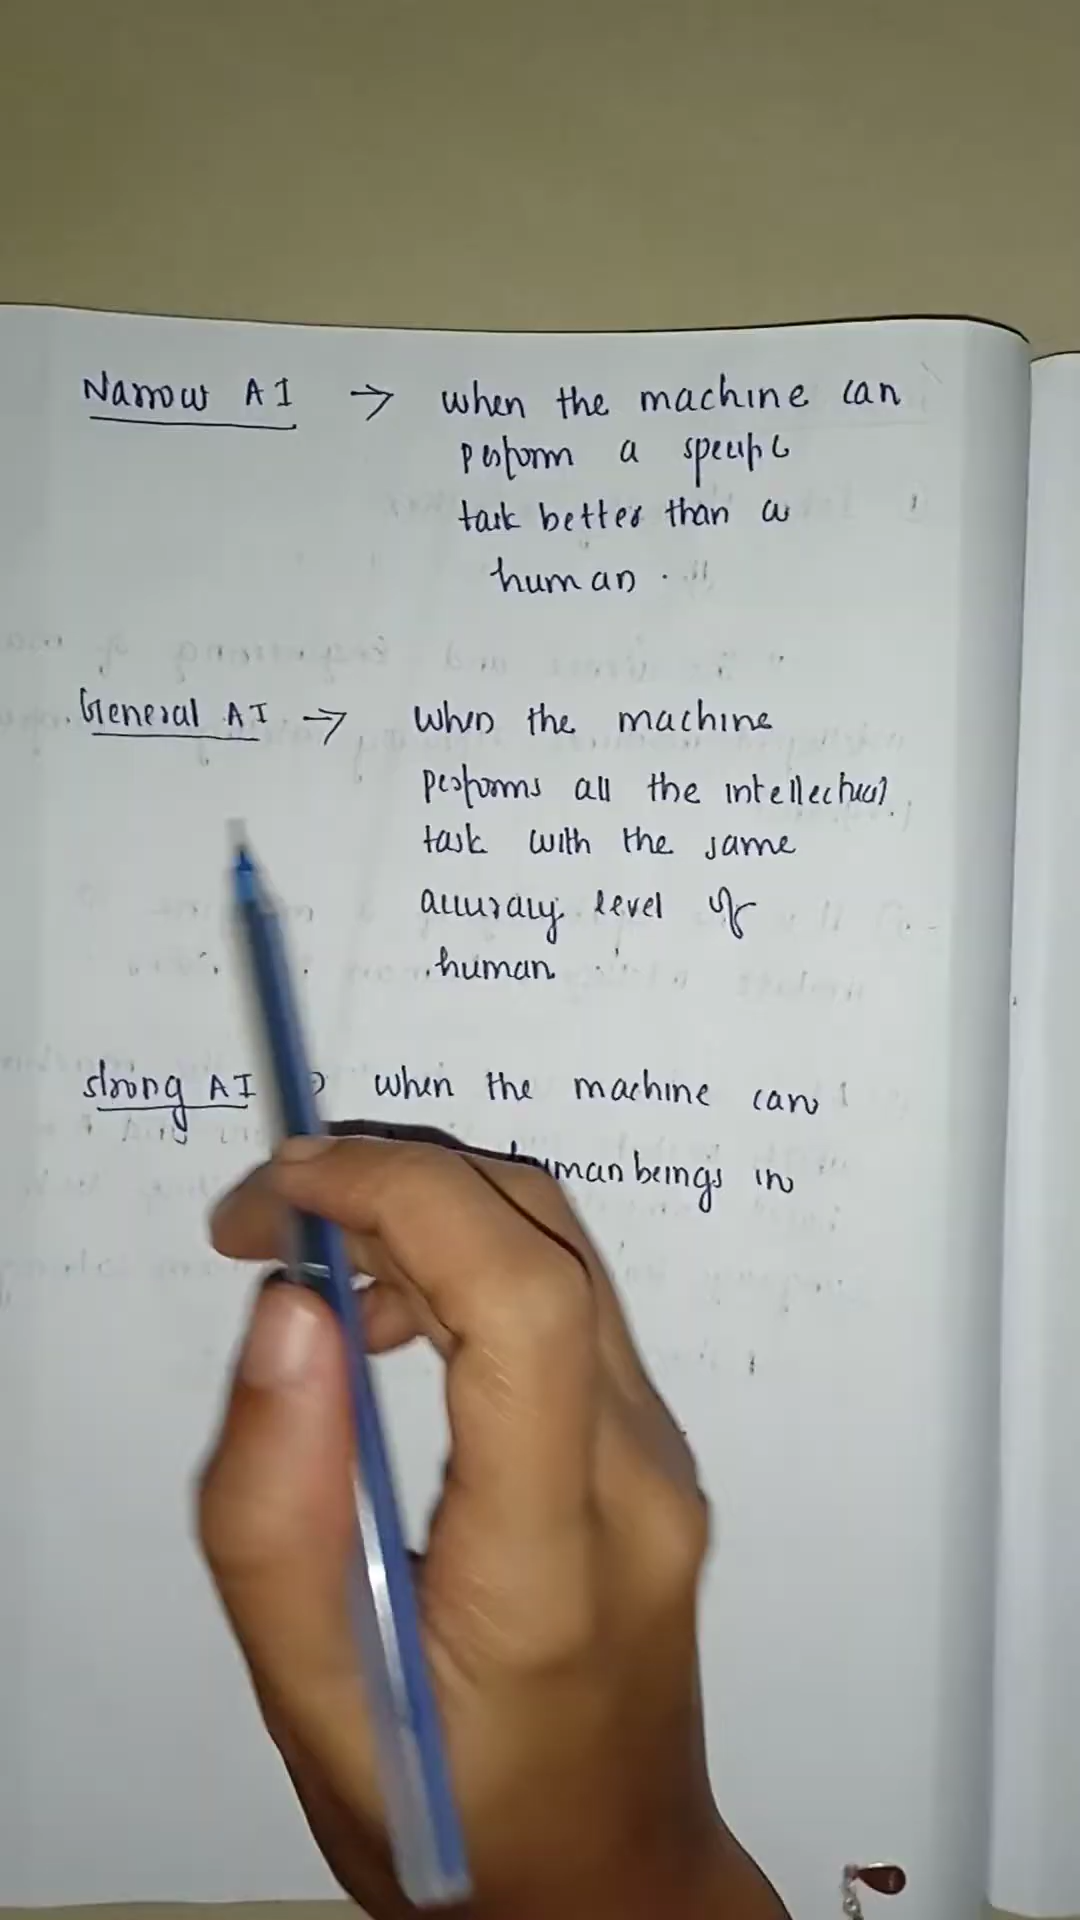 Narrow AI → when the machine can
perform a specific
task better than a
human.
General AI → when the machine
performs all the intellectual
task with the same
accuracy level of
human
strong AI when the machine can
human beings in